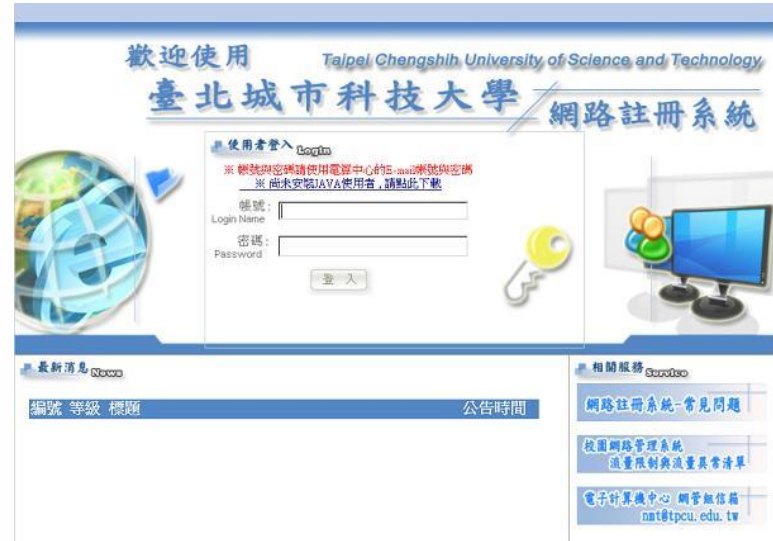 歡迎使用
Taipei Chengshih University of Science and Technology
臺北城市科技大學
網路註冊系統
使用者登入 Login
※ 帳號與密碼請使用電算中心的E-mail帳號與密碼
※ 尚未安裝JAVA使用者,請點此下載
帳號:
Login Name
密碼:
Password
登 入
最新消息 News
編號 等級 標題 公告時間
相關服務 Service
網路註冊系統-常見問題
校園網路管理系統
流量限制與流量異常清單
電子計算機中心 網管組信箱
nmt@tpcu.edu.tw